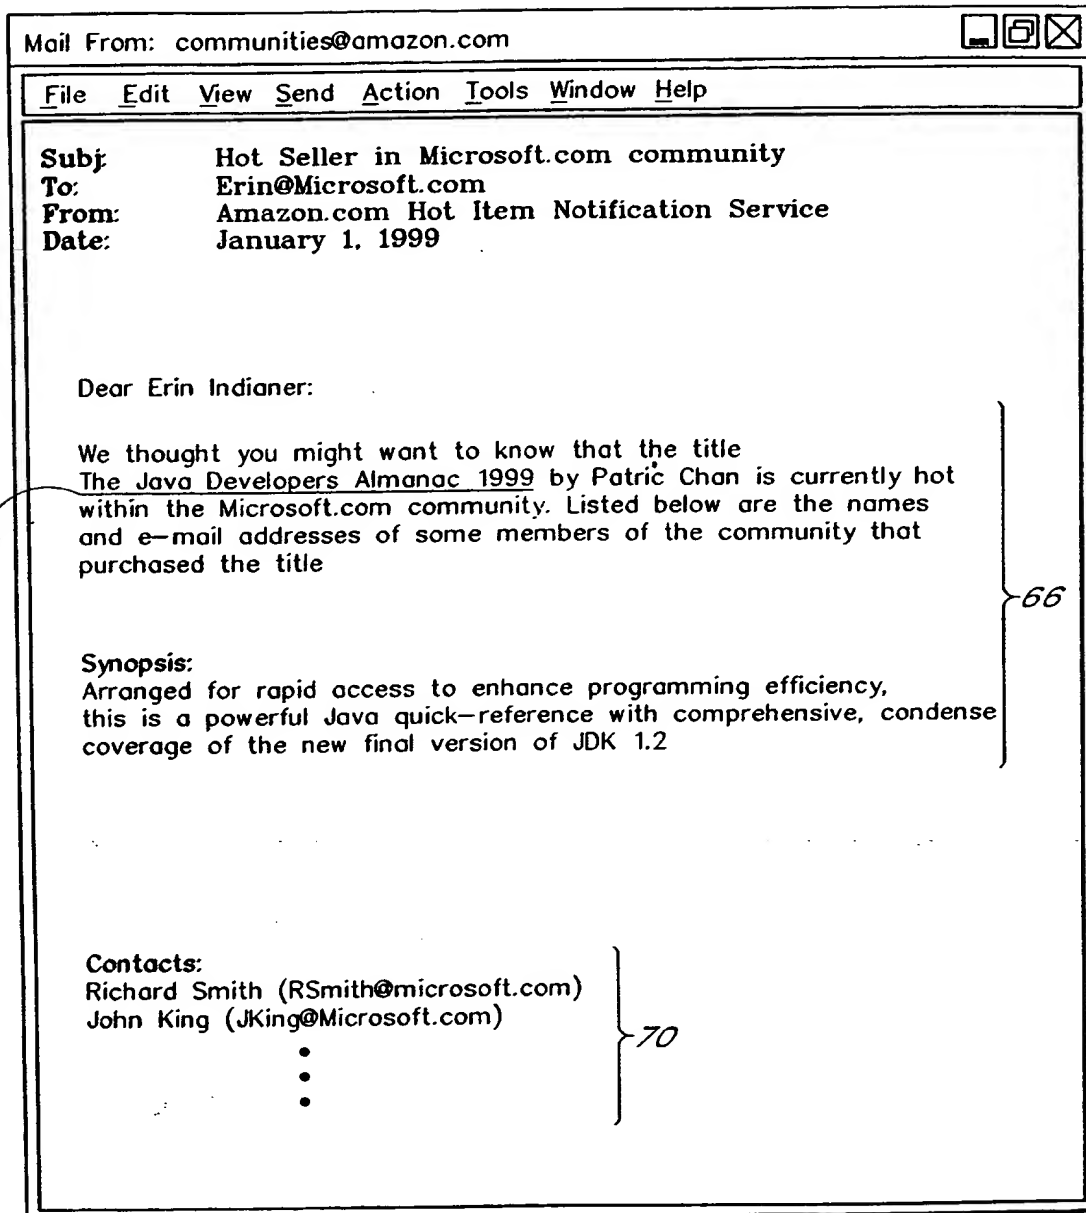 Mail From: communities@amazon.com
File Edit View Send Action Tools Window Help
Subj: Hot Seller in Microsoft.com community
To: Erin@Microsoft.com
From: Amazon.com Hot Item Notification Service
Date: January 1, 1999
Dear Erin Indianer:
We thought you might want to know that the title
The Java Developers Almanac 1999 by Patric Chan is currently hot
within the Microsoft.com community. Listed below are the names
and e-mail addresses of some members of the community that
purchased the title
66
Synopsis:
Arranged for rapid access to enhance programming efficiency,
this is a powerful Java quick-reference with comprehensive, condense
coverage of the new final version of JDK 1.2
Contacts:
Richard Smith (RSmith@microsoft.com)
John King (JKing@Microsoft.com)
70